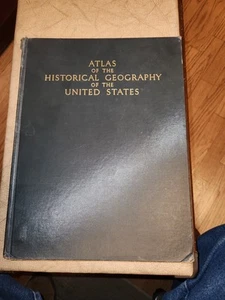 ATLAS
OF THE
HISTORICAL GEOGRAPHY
OF THE
UNITED STATES